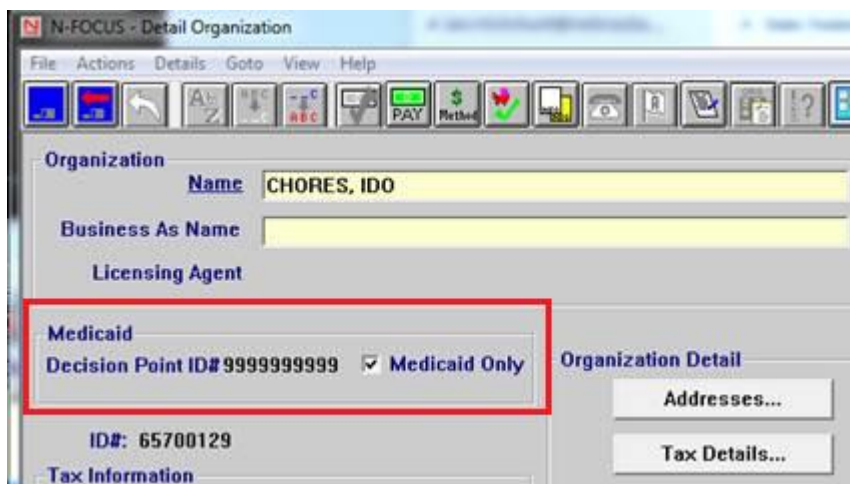 N-FOCUS - Detail Organization
File Actions Details Goto View Help
PAY
$ Method
Organization
Name CHORES, IDO
Business As Name
Licensing Agent
Medicaid
Decision Point ID# 9999999999 Medicaid Only
Organization Detail
Addresses...
ID#: 65700129
Tax Details...
Tax Information